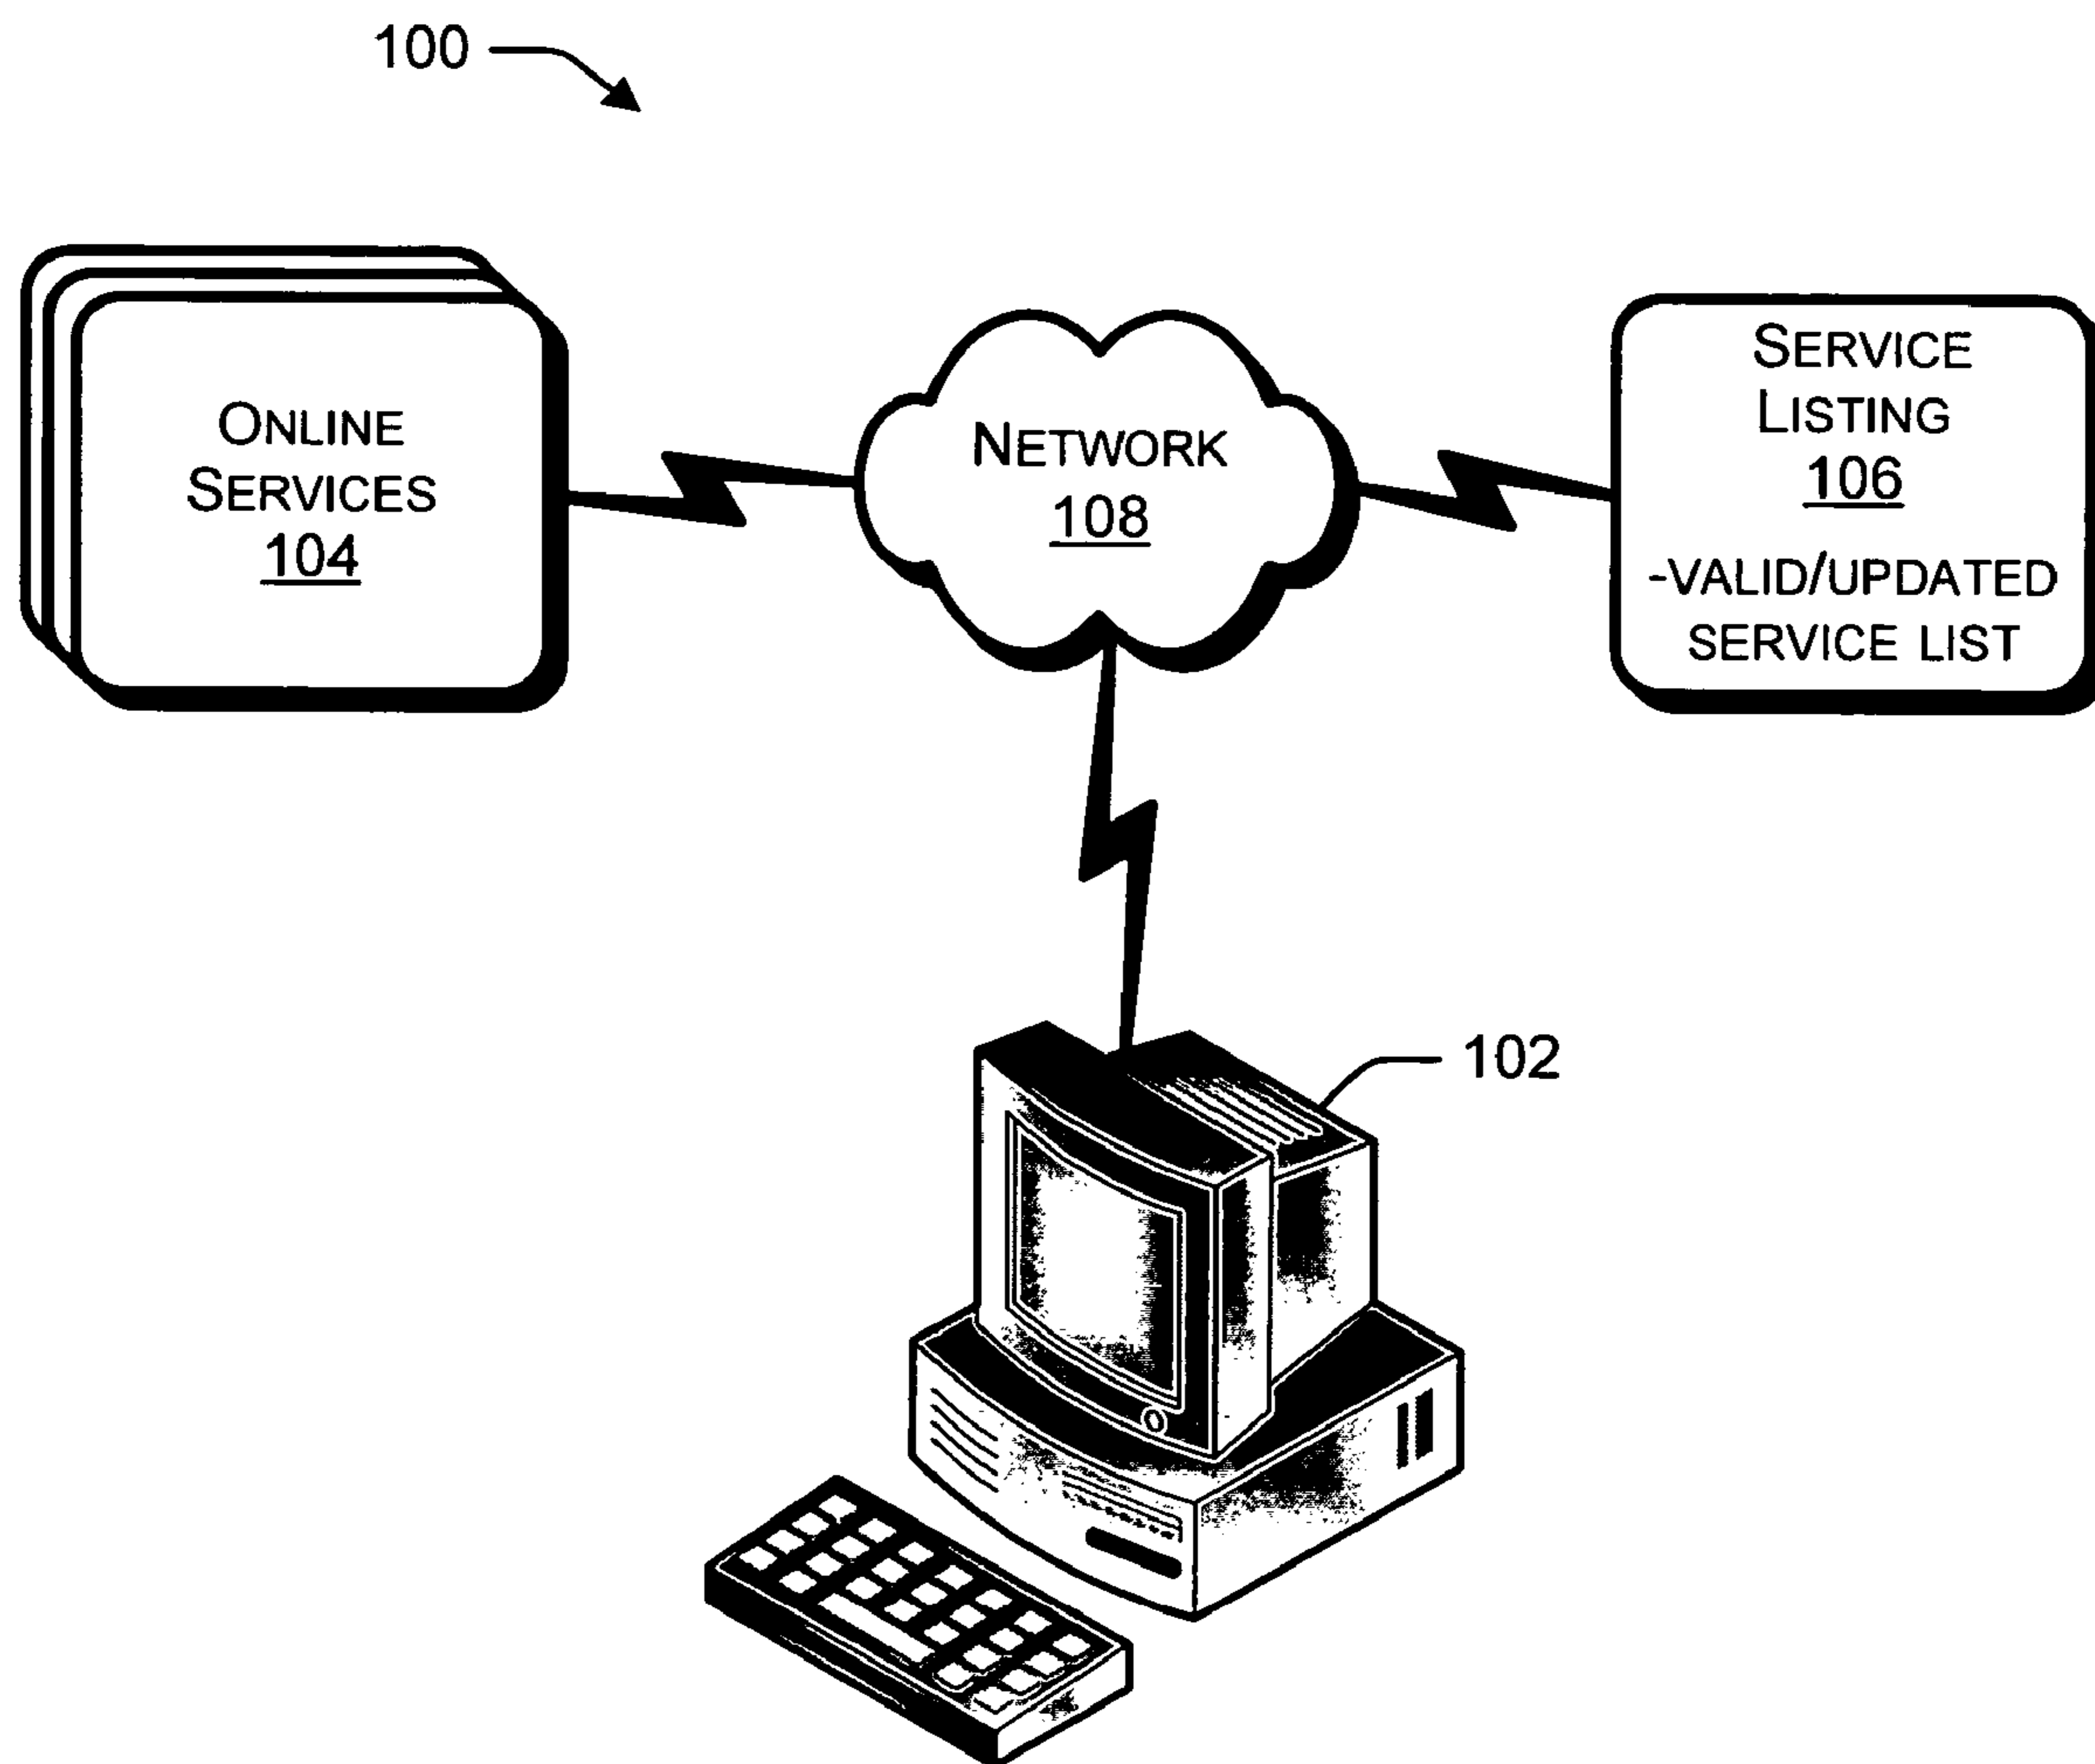 100
ONLINE
SERVICES
104
NETWORK
108
SERVICE
LISTING
106
-VALID/UPDATED
SERVICE LIST
102